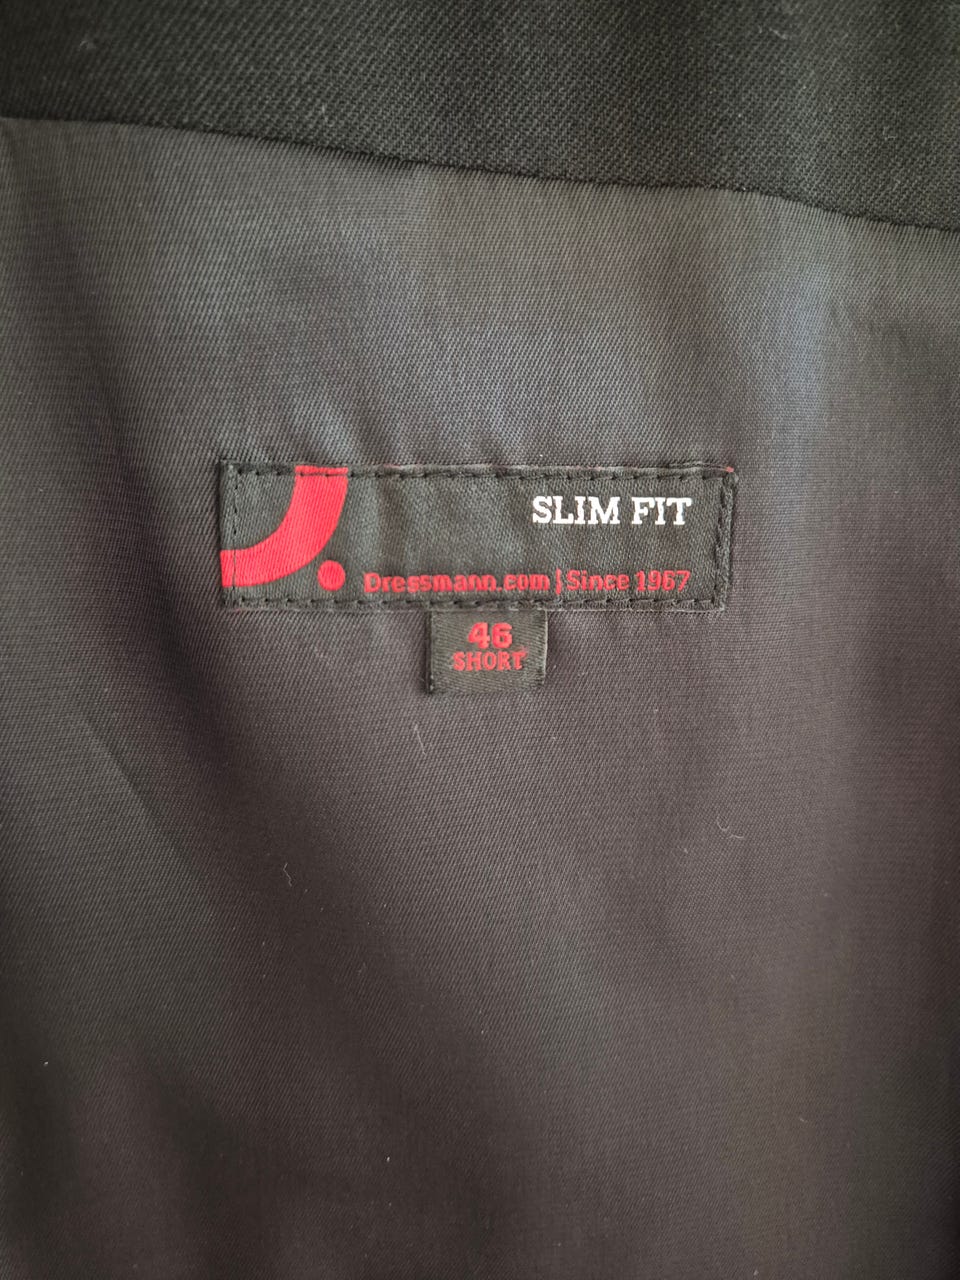 SLIM FIT
Dressmann.com | Since 1967
46
SHORT